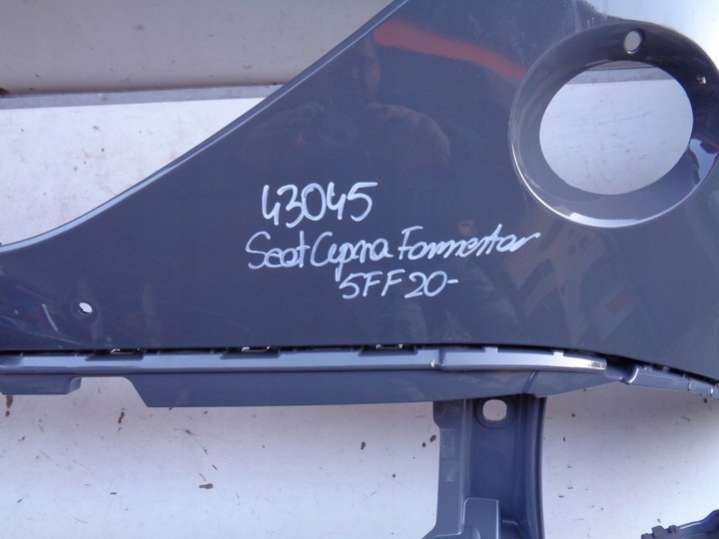 43045
Seat Cupra Formentor
5FF20-